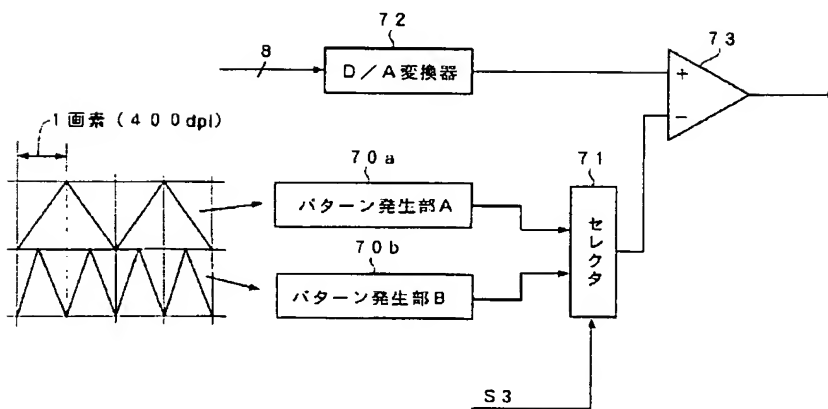 72
73
8
D/A変換器
+
−
1画素(400dpi)
70a
71
パターン発生部A
セレクタ
70b
パターン発生部B
S3